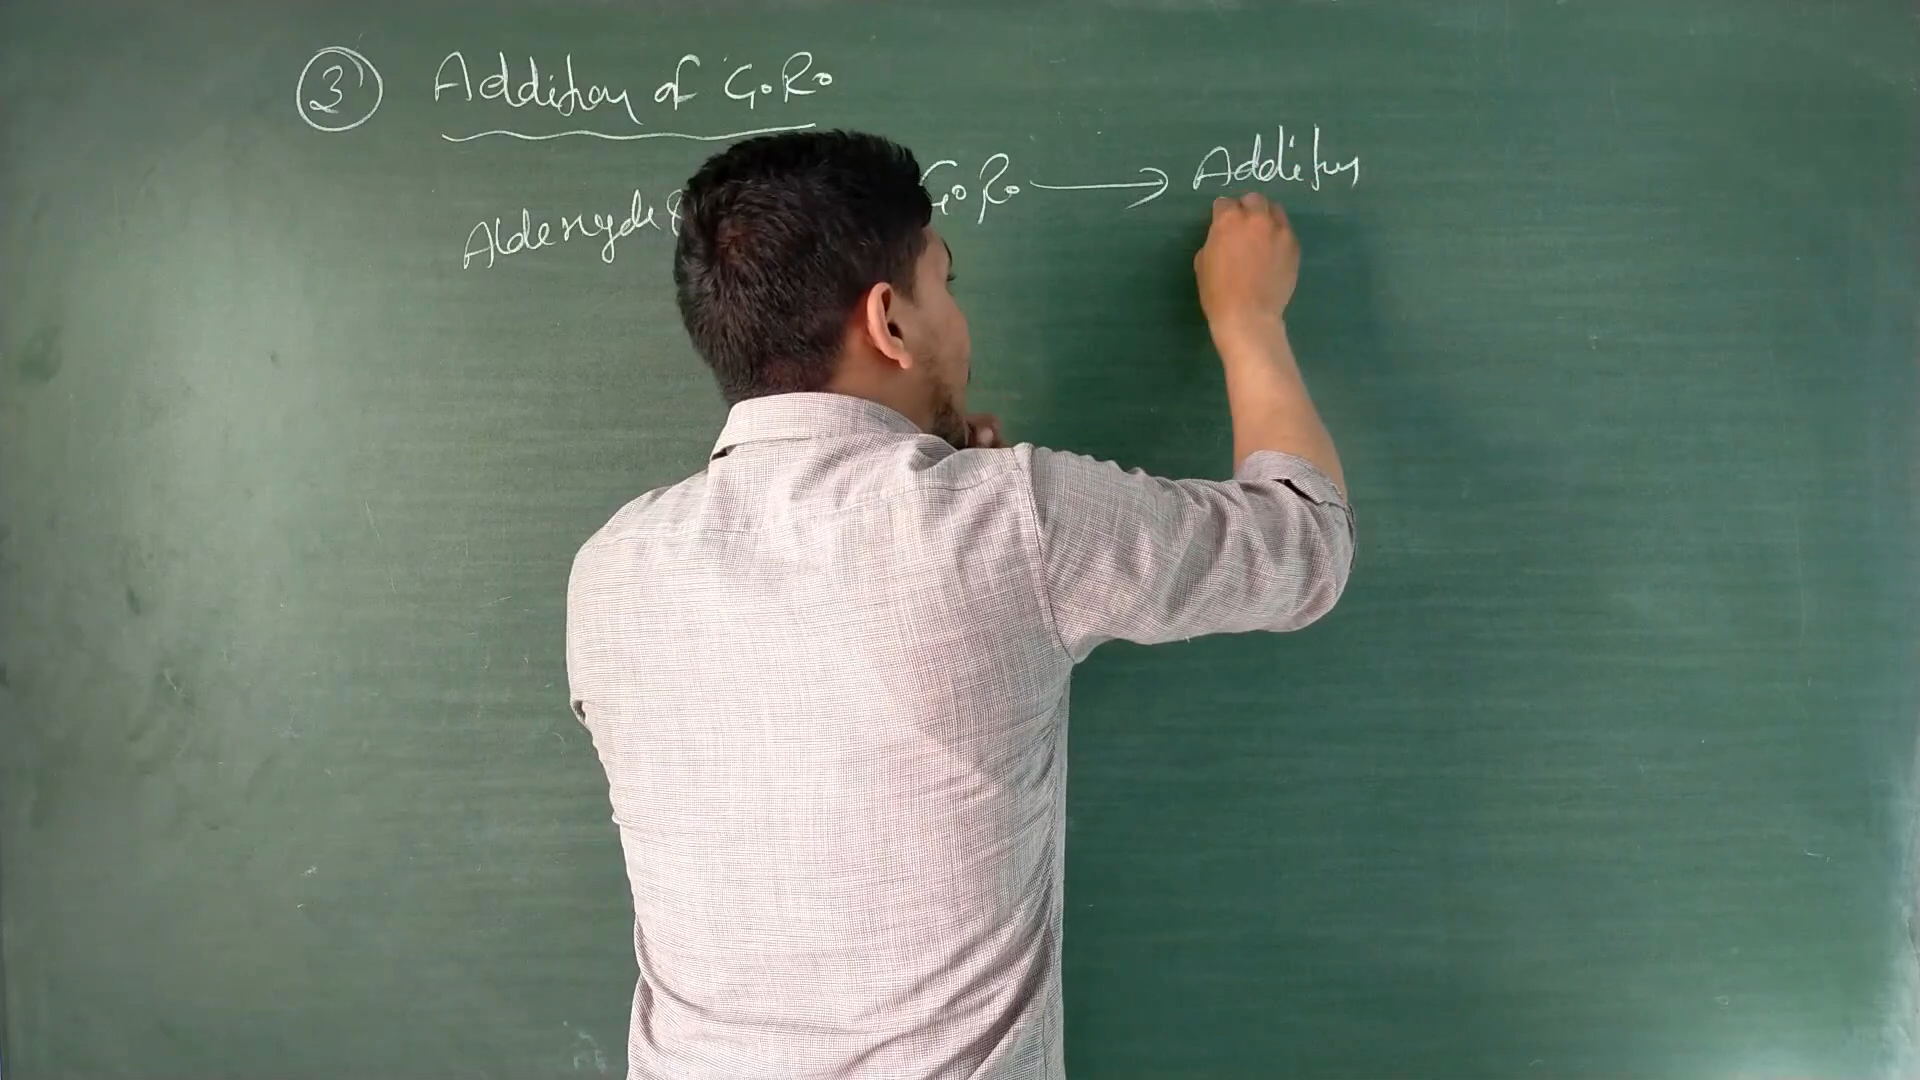 3 Addition of G.R.
Aldehyde & G.R. → Addition